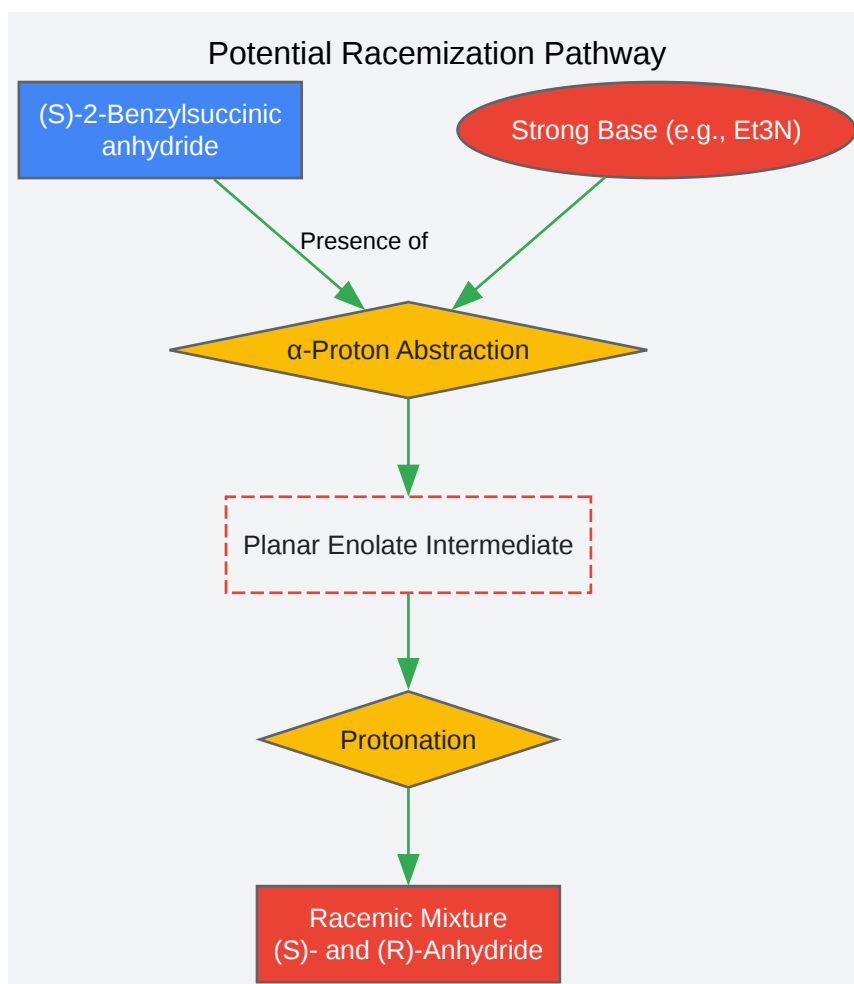 Potential Racemization Pathway
(S)-2-Benzylsuccinic
anhydride
Strong Base (e.g., Et3N)
Presence of
α-Proton Abstraction
Planar Enolate Intermediate
Protonation
Racemic Mixture
(S)- and (R)-Anhydride